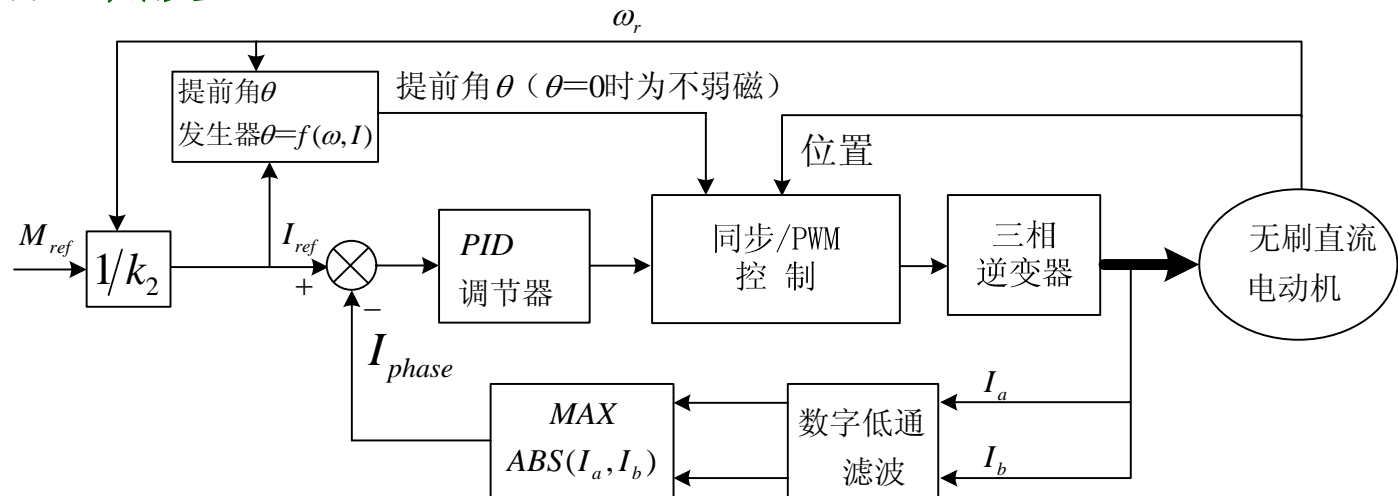 ω_r
提前角θ
发生器θ=f(ω,I)
提前角θ（θ=0时为不弱磁）
位置
M_ref
1/k_2
I_ref
+
−
PID
调节器
同步/PWM
控 制
三相
逆变器
无刷直流
电动机
I_phase
MAX
ABS(I_a,I_b)
数字低通
滤波
I_a
I_b